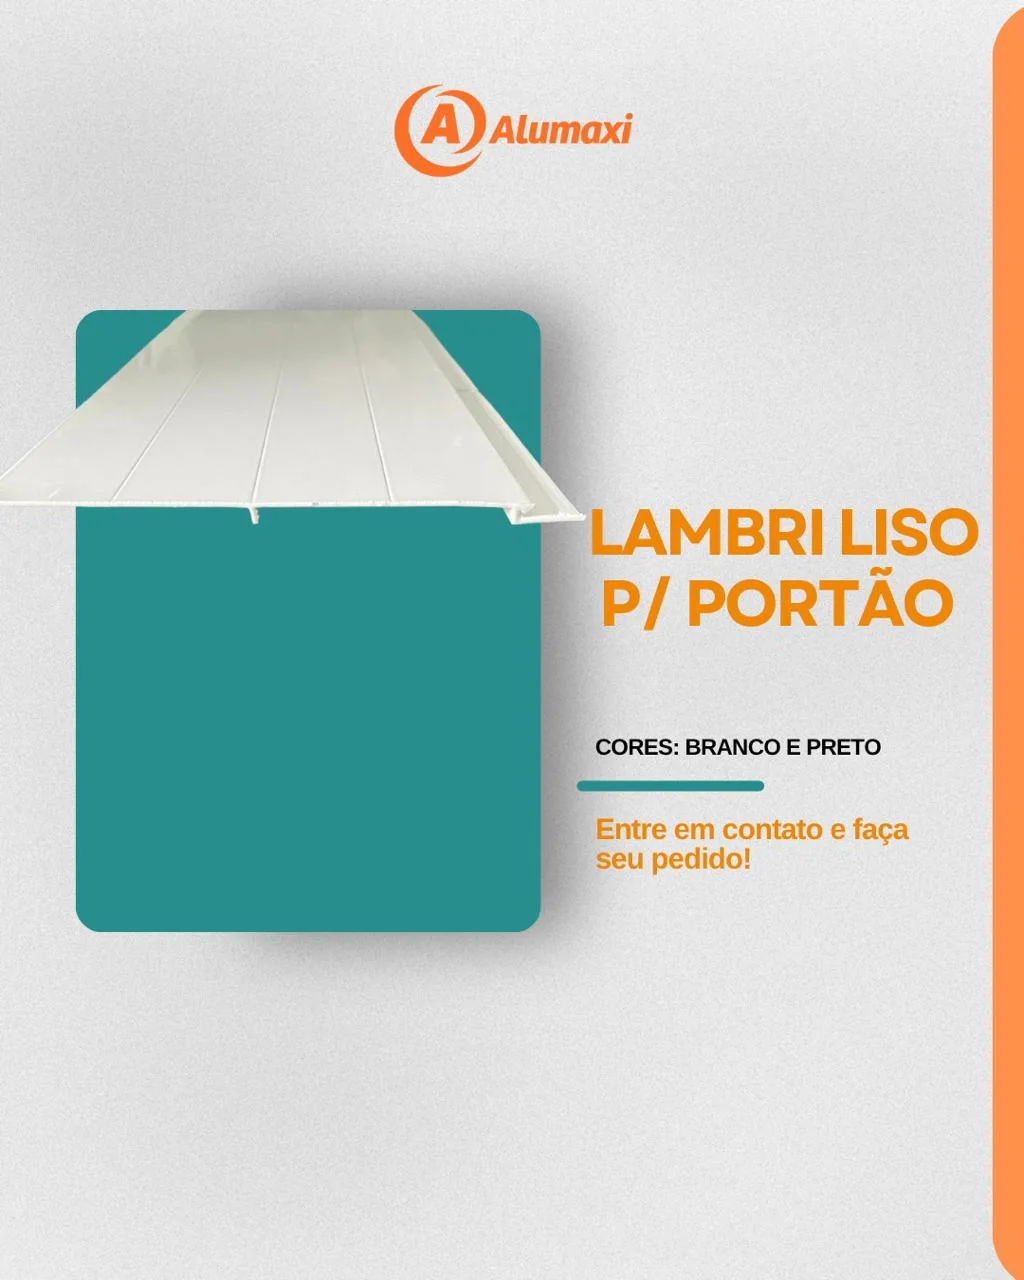 A Alumaxi
LAMBRI LISO
P/ PORTÃO
CORES: BRANCO E PRETO
Entre em contato e faça
seu pedido!